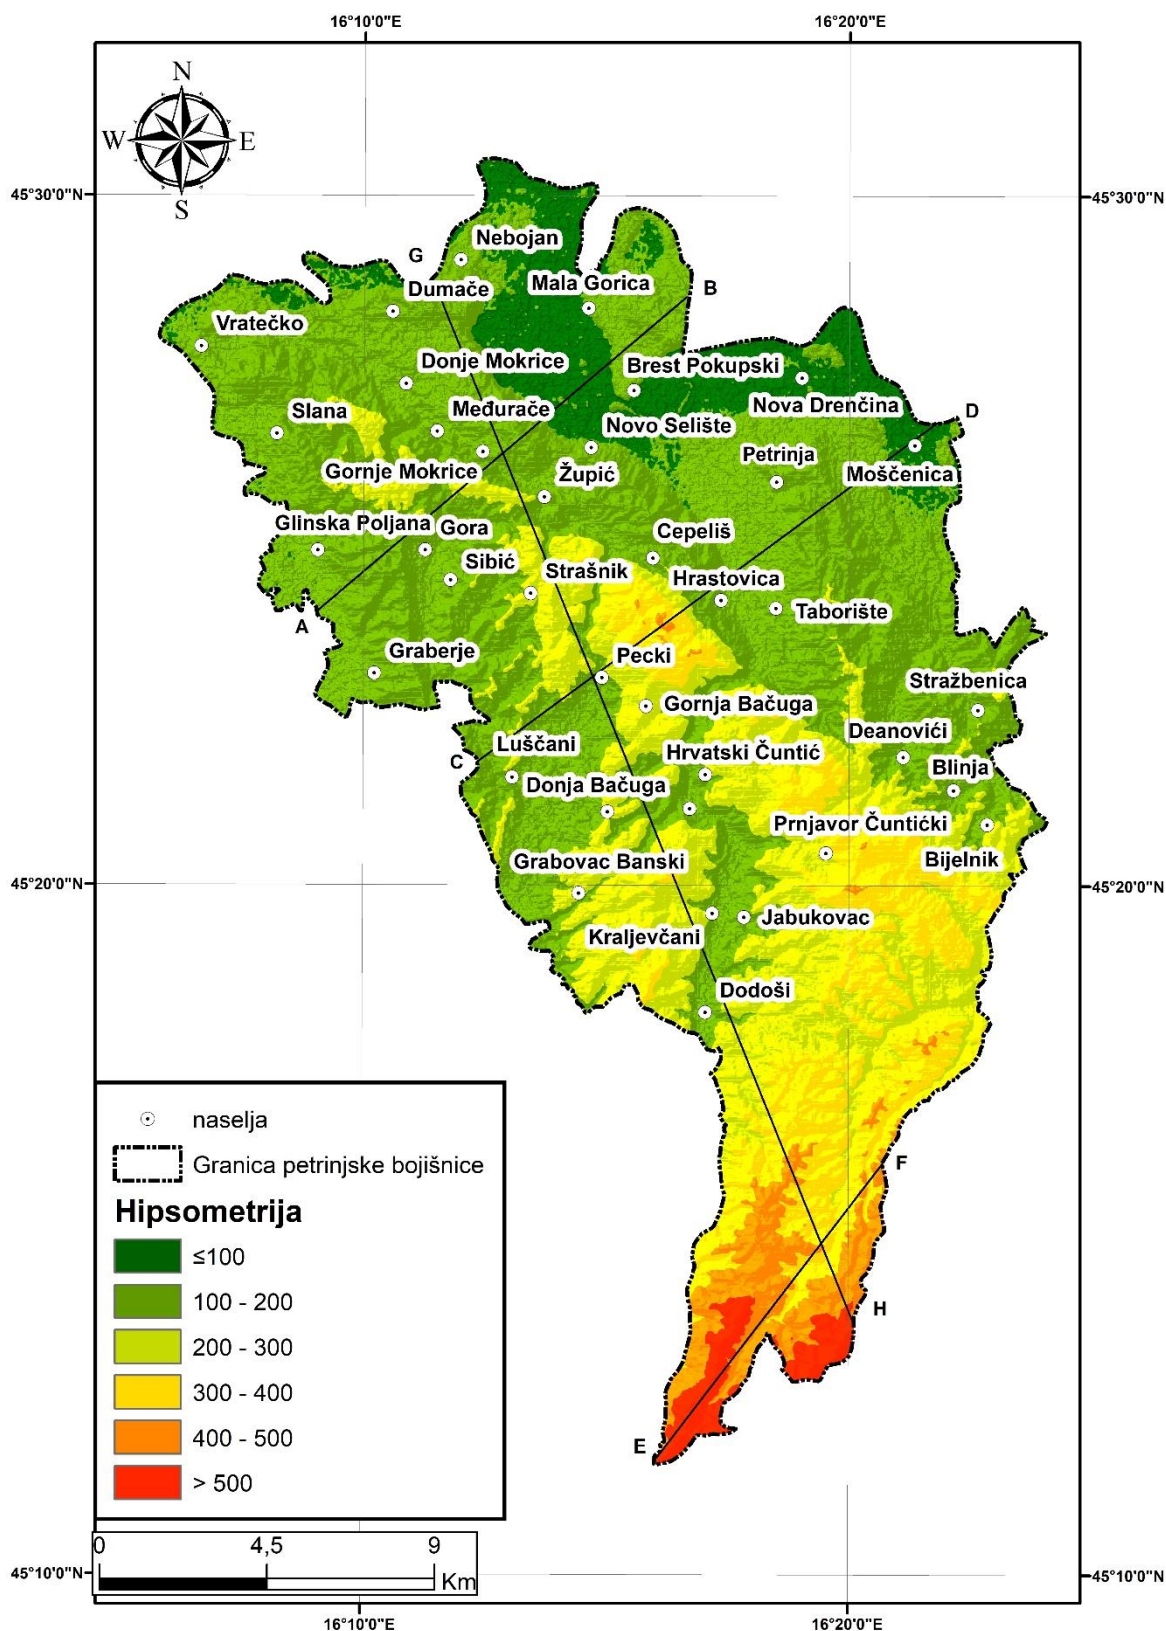 16°10'0"E
16°20'0"E
N
W
E
S
45°30'0"N
45°30'0"N
Nebojan
G
Dumače
Mala Gorica
B
Vratečko
Donje Mokrice
Brest Pokupski
Nova Drenčina
D
Slana
Međurače
Novo Selište
Gornje Mokrice
Župić
Petrinja
Moščenica
Glinska Poljana
Gora
Sibić
Cepeliš
Strašnik
Hrastovica
Taborište
A
Graberje
Pecki
Stražbenica
Gornja Bačuga
Deanovići
Luščani
C
Hrvatski Čuntić
Blinja
Donja Bačuga
Prnjavor Čuntićki
Grabovac Banski
Bijelnik
45°20'0"N
45°20'0"N
Kraljevčani
Jabukovac
Dodoši
F
H
E
naselja
Granica petrinjske bojišnice
Hipsometrija
≤100
100 - 200
200 - 300
300 - 400
400 - 500
> 500
0
4,5
9
Km
45°10'0"N
45°10'0"N
16°10'0"E
16°20'0"E